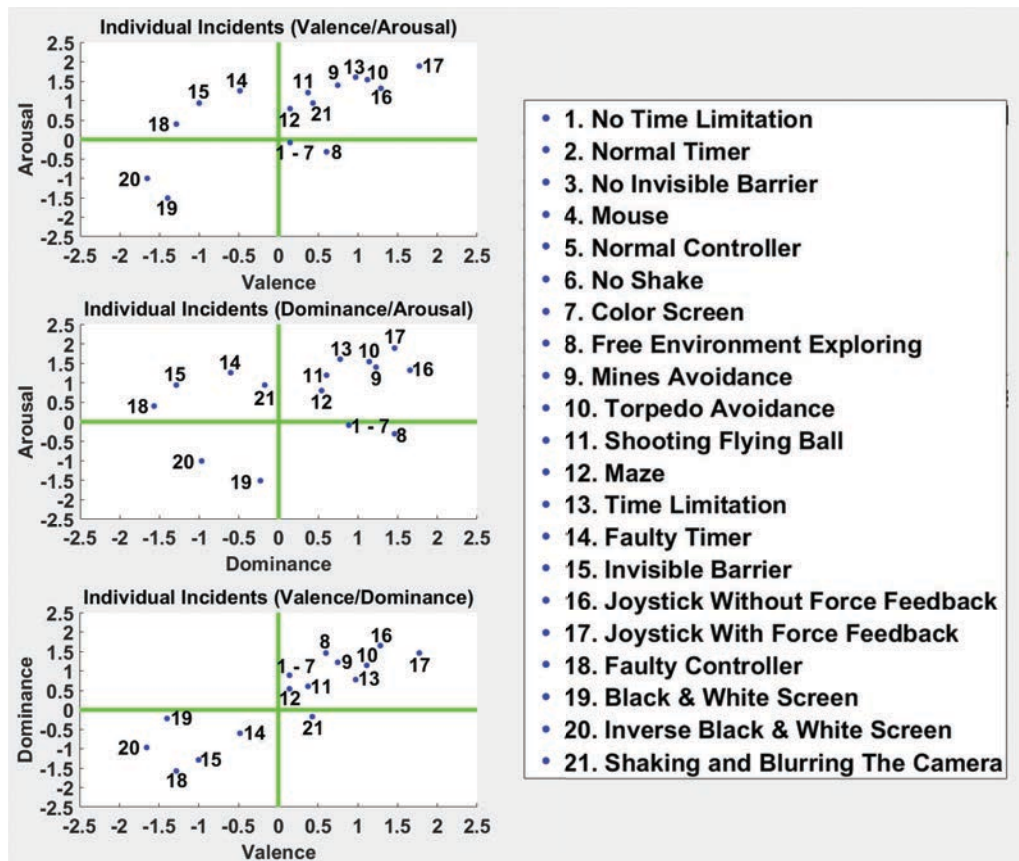 Individual Incidents (Valence/Arousal)
2.5
2
1.5
1
0.5
0
-0.5
-1
-1.5
-2
-2.5
Arousal
17
13
10
9
16
11
21
12
14
15
18
1 - 7
8
20
19
-2.5 -2 -1.5 -1 -0.5 0 0.5 1 1.5 2 2.5
Valence
Individual Incidents (Dominance/Arousal)
2.5
2
1.5
1
0.5
0
-0.5
-1
-1.5
-2
-2.5
Arousal
17
13
10
9
16
11
12
14
15
21
18
1 - 7
8
20
19
-2.5 -2 -1.5 -1 -0.5 0 0.5 1 1.5 2 2.5
Dominance
Individual Incidents (Valence/Dominance)
2.5
2
1.5
1
0.5
0
-0.5
-1
-1.5
-2
-2.5
Dominance
16
8
10
9
17
1 - 7
13
11
12
21
19
14
20
15
18
-2.5 -2 -1.5 -1 -0.5 0 0.5 1 1.5 2 2.5
Valence
1. No Time Limitation
2. Normal Timer
3. No Invisible Barrier
4. Mouse
5. Normal Controller
6. No Shake
7. Color Screen
8. Free Environment Exploring
9. Mines Avoidance
10. Torpedo Avoidance
11. Shooting Flying Ball
12. Maze
13. Time Limitation
14. Faulty Timer
15. Invisible Barrier
16. Joystick Without Force Feedback
17. Joystick With Force Feedback
18. Faulty Controller
19. Black & White Screen
20. Inverse Black & White Screen
21. Shaking and Blurring The Camera